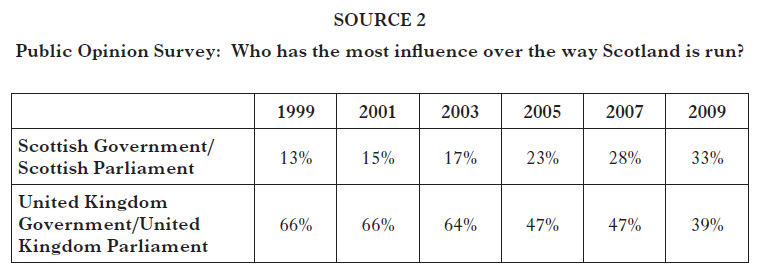 SOURCE 2
Public Opinion Survey: Who has the most influence over the way Scotland is run?
1999 2001 2003 2005 2007 2009
Scottish Government/
Scottish Parliament
13% 15% 17% 23% 28% 33%
United Kingdom
Government/United
Kingdom Parliament
66% 66% 64% 47% 47% 39%